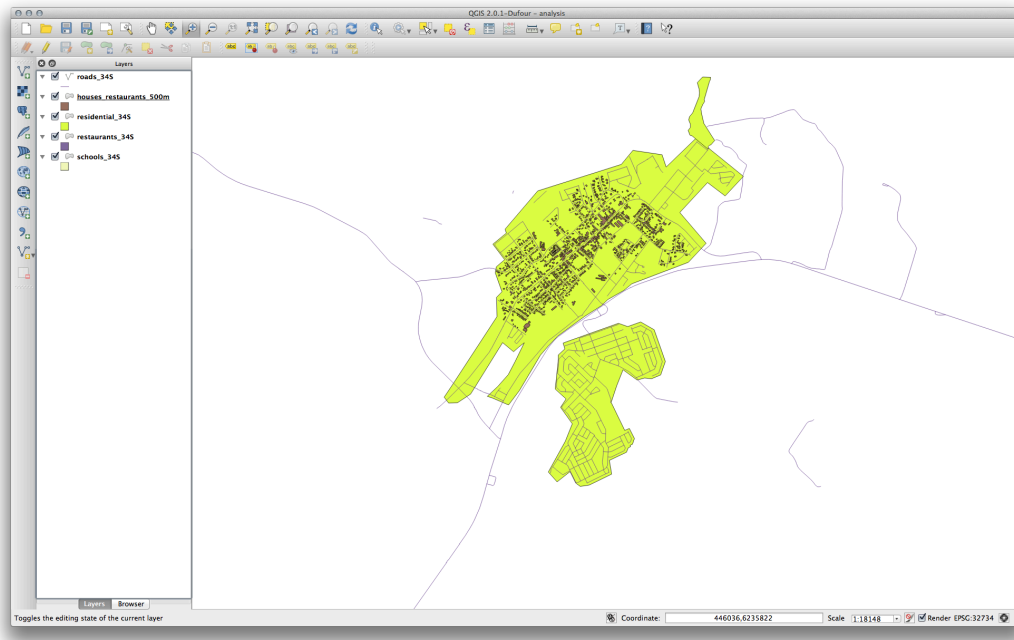 QGIS 2.0.1-Dufour – analysis
Layers
roads_34S
houses_restaurants_500m
residential_34S
restaurants_34S
schools_34S
Layers
Browser
Toggles the editing state of the current layer
Coordinate:
446036,6235822
Scale
1:18148
Render
EPSG:32734